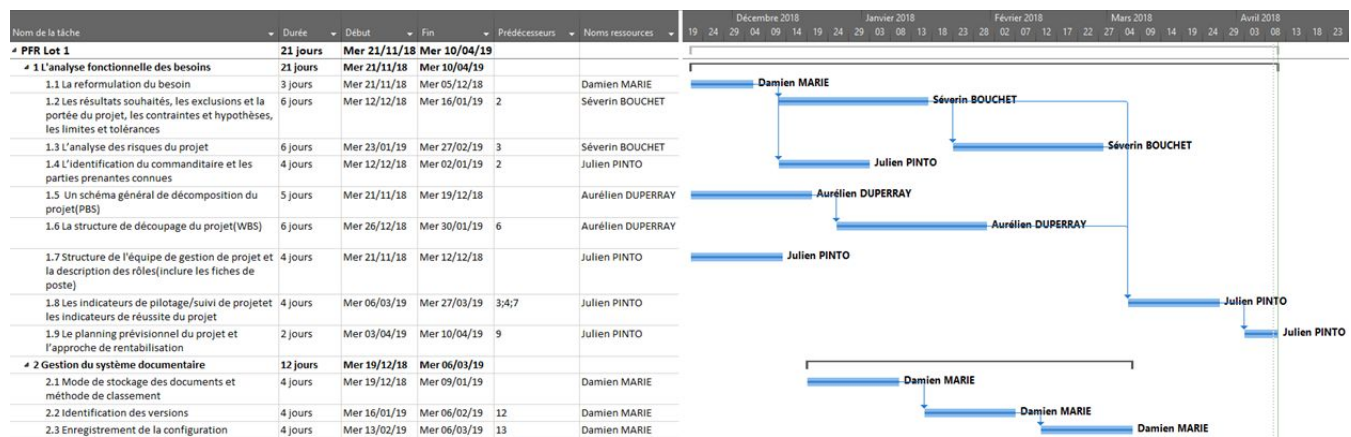 Décembre 2018 Janvier 2018 Février 2018 Mars 2018 Avril 2018
Nom de la tâche Durée Début Fin Prédécesseurs Noms ressources 19 24 29 04 09 14 19 24 29 03 08 13 18 23 28 02 07 12 17 22 27 04 09 14 19 24 29 03 08 13 18 23
PFR Lot 1 21 jours Mer 21/11/18 Mer 10/04/19
1 L'analyse fonctionnelle des besoins 21 jours Mer 21/11/18 Mer 10/04/19
1.1 La reformulation du besoin 3 jours Mer 21/11/18 Mer 05/12/18 Damien MARIE Damien MARIE
1.2 Les résultats souhaités, les exclusions et la 6 jours Mer 12/12/18 Mer 16/01/19 2 Séverin BOUCHET Séverin BOUCHET
portée du projet, les contraintes et hypothèses,
les limites et tolérances
1.3 L'analyse des risques du projet 6 jours Mer 23/01/19 Mer 27/02/19 3 Séverin BOUCHET Séverin BOUCHET
1.4 L'identification du commanditaire et les 4 jours Mer 12/12/18 Mer 02/01/19 2 Julien PINTO Julien PINTO
parties prenantes connues
1.5 Un schéma général de décomposition du 5 jours Mer 21/11/18 Mer 19/12/18 Aurélien DUPERRAY Aurélien DUPERRAY
projet(PBS)
1.6 La structure de découpage du projet(WBS) 6 jours Mer 26/12/18 Mer 30/01/19 6 Aurélien DUPERRAY Aurélien DUPERRAY
1.7 Structure de l'équipe de gestion de projet et 4 jours Mer 21/11/18 Mer 12/12/18 Julien PINTO Julien PINTO
la description des rôles(inclure les fiches de
poste)
1.8 Les indicateurs de pilotage/suivi de projetet 4 jours Mer 06/03/19 Mer 27/03/19 3;4;7 Julien PINTO Julien PINTO
les indicateurs de réussite du projet
1.9 Le planning prévisionnel du projet et 2 jours Mer 03/04/19 Mer 10/04/19 9 Julien PINTO Julien PINTO
l'approche de rentabilisation
2 Gestion du système documentaire 12 jours Mer 19/12/18 Mer 06/03/19
2.1 Mode de stockage des documents et 4 jours Mer 19/12/18 Mer 09/01/19 Damien MARIE Damien MARIE
méthode de classement
2.2 Identification des versions 4 jours Mer 16/01/19 Mer 06/02/19 12 Damien MARIE Damien MARIE
2.3 Enregistrement de la configuration 4 jours Mer 13/02/19 Mer 06/03/19 13 Damien MARIE Damien MARIE